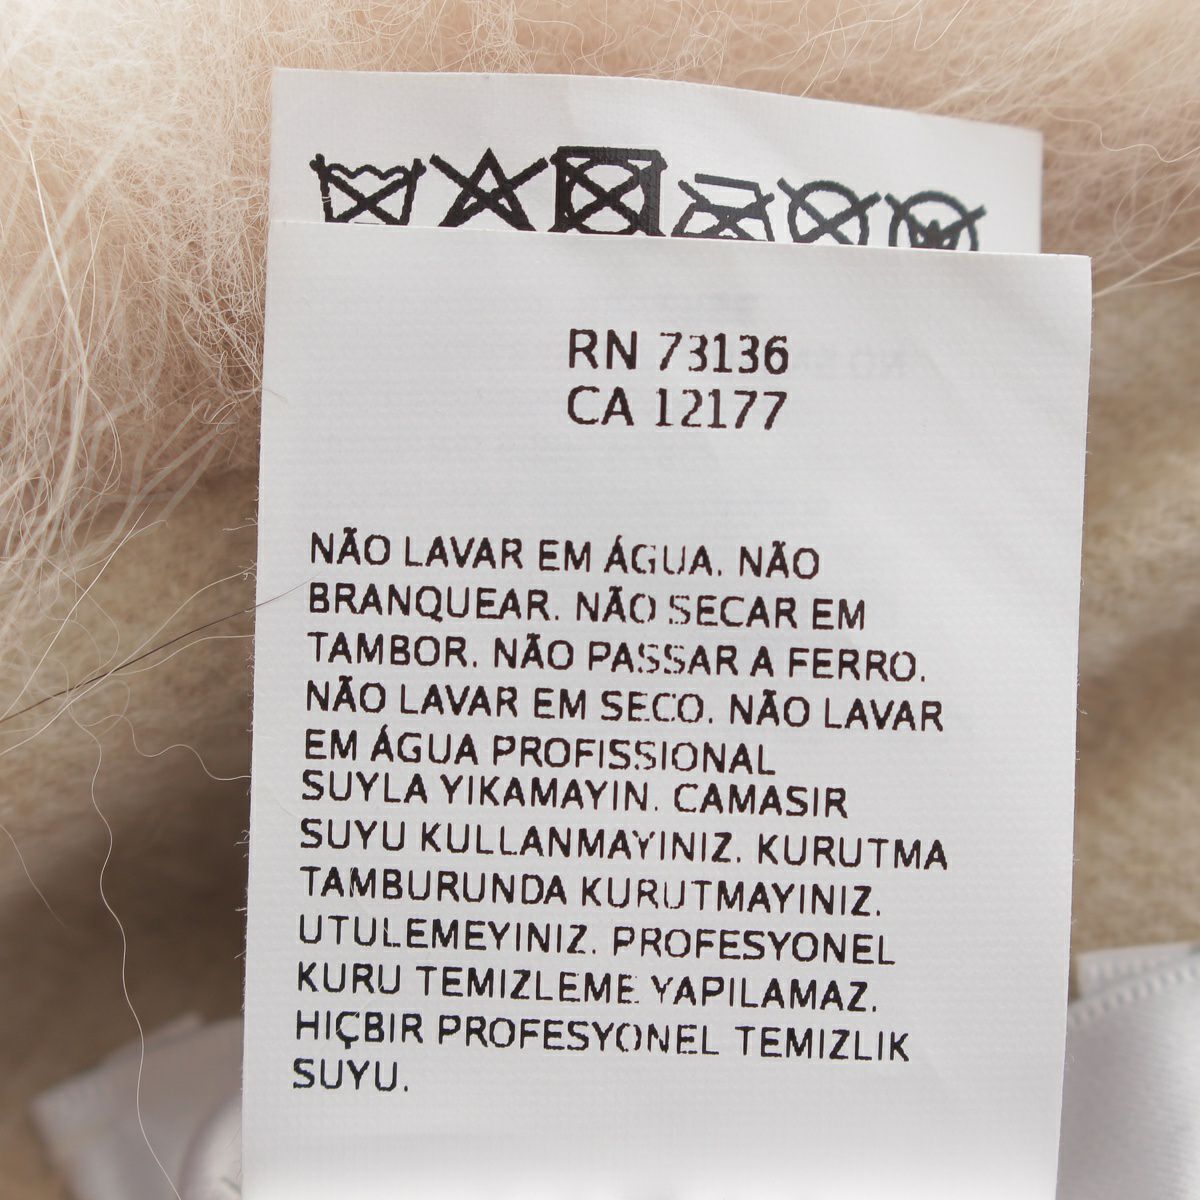 RN 73136
CA 12177
NÃO LAVAR EM ÁGUA. NÃO
BRANQUEAR. NÃO SECAR EM
TAMBOR. NÃO PASSAR A FERRO.
NÃO LAVAR EM SECO. NÃO LAVAR
EM ÁGUA PROFISSIONAL
SUYLA YIKAMAYIN. CAMASIR
SUYU KULLANMAYINIZ. KURUTMA
TAMBURUNDA KURUTMAYINIZ.
UTULEMEYINIZ. PROFESYONEL
KURU TEMIZLEME YAPILAMAZ.
HIÇBIR PROFESYONEL TEMIZLIK
SUYU.